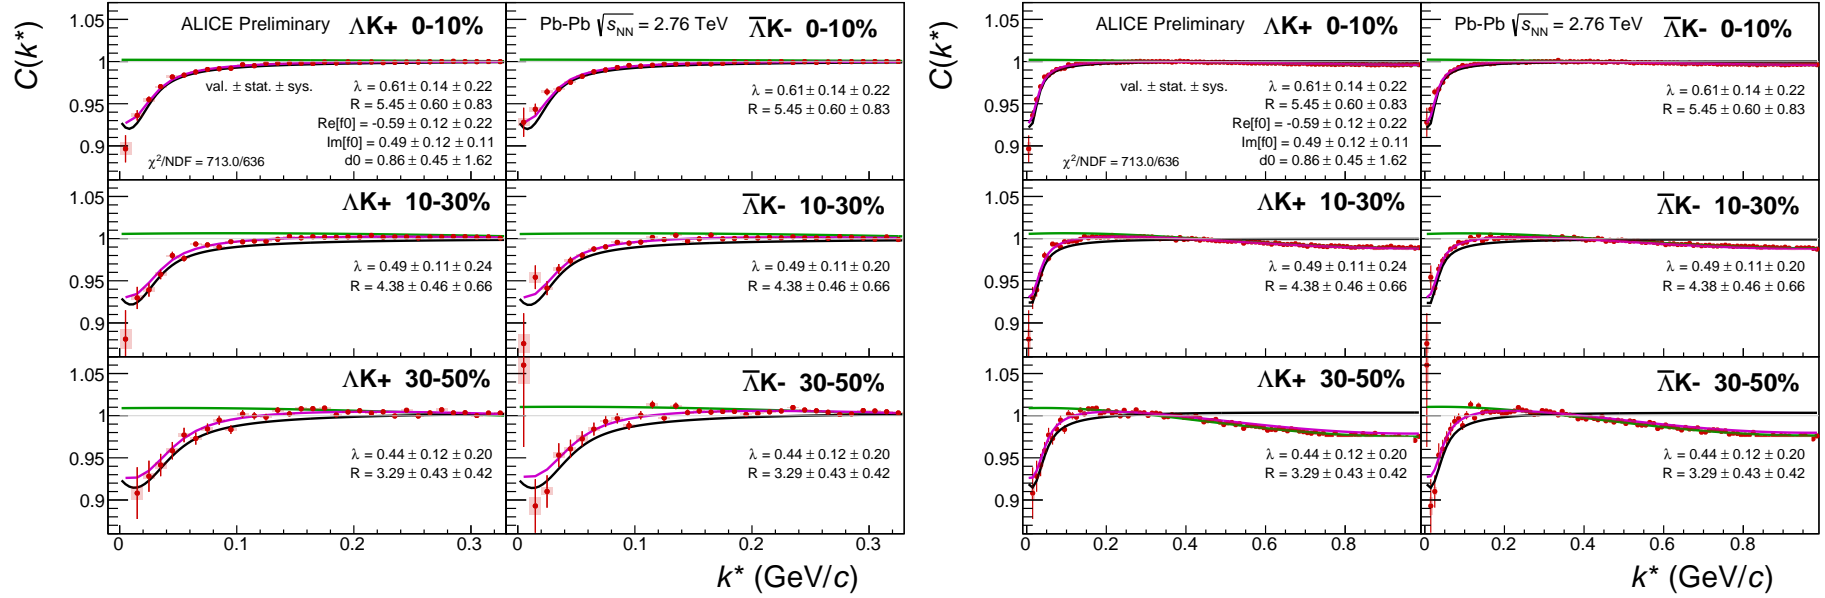 C(k*)
1.05
1
0.95
0.9
ALICE Preliminary
ΛK+ 0-10%
val. ± stat. ± sys.
λ = 0.61 ± 0.14 ± 0.22
R = 5.45 ± 0.60 ± 0.83
Re[f0] = -0.59 ± 0.12 ± 0.22
Im[f0] = 0.49 ± 0.12 ± 0.11
d0 = 0.86 ± 0.45 ± 1.62
χ²/NDF = 713.0/636
Pb-Pb √sNN = 2.76 TeV
Λ̅K- 0-10%
λ = 0.61 ± 0.14 ± 0.22
R = 5.45 ± 0.60 ± 0.83
1.05
1
0.95
0.9
ΛK+ 10-30%
λ = 0.49 ± 0.11 ± 0.24
R = 4.38 ± 0.46 ± 0.66
Λ̅K- 10-30%
λ = 0.49 ± 0.11 ± 0.20
R = 4.38 ± 0.46 ± 0.66
1.05
1
0.95
0.9
ΛK+ 30-50%
λ = 0.44 ± 0.12 ± 0.20
R = 3.29 ± 0.43 ± 0.42
Λ̅K- 30-50%
λ = 0.44 ± 0.12 ± 0.20
R = 3.29 ± 0.43 ± 0.42
0 0.1 0.2 0.3 0 0.1 0.2 0.3
k* (GeV/c)
C(k*)
1.05
1
0.95
0.9
ALICE Preliminary
ΛK+ 0-10%
val. ± stat. ± sys.
λ = 0.61 ± 0.14 ± 0.22
R = 5.45 ± 0.60 ± 0.83
Re[f0] = -0.59 ± 0.12 ± 0.22
Im[f0] = 0.49 ± 0.12 ± 0.11
d0 = 0.86 ± 0.45 ± 1.62
χ²/NDF = 713.0/636
Pb-Pb √sNN = 2.76 TeV
Λ̅K- 0-10%
λ = 0.61 ± 0.14 ± 0.22
R = 5.45 ± 0.60 ± 0.83
1.05
1
0.95
0.9
ΛK+ 10-30%
λ = 0.49 ± 0.11 ± 0.24
R = 4.38 ± 0.46 ± 0.66
Λ̅K- 10-30%
λ = 0.49 ± 0.11 ± 0.20
R = 4.38 ± 0.46 ± 0.66
1.05
1
0.95
0.9
ΛK+ 30-50%
λ = 0.44 ± 0.12 ± 0.20
R = 3.29 ± 0.43 ± 0.42
Λ̅K- 30-50%
λ = 0.44 ± 0.12 ± 0.20
R = 3.29 ± 0.43 ± 0.42
0 0.2 0.4 0.6 0.8 0 0.2 0.4 0.6 0.8
k* (GeV/c)